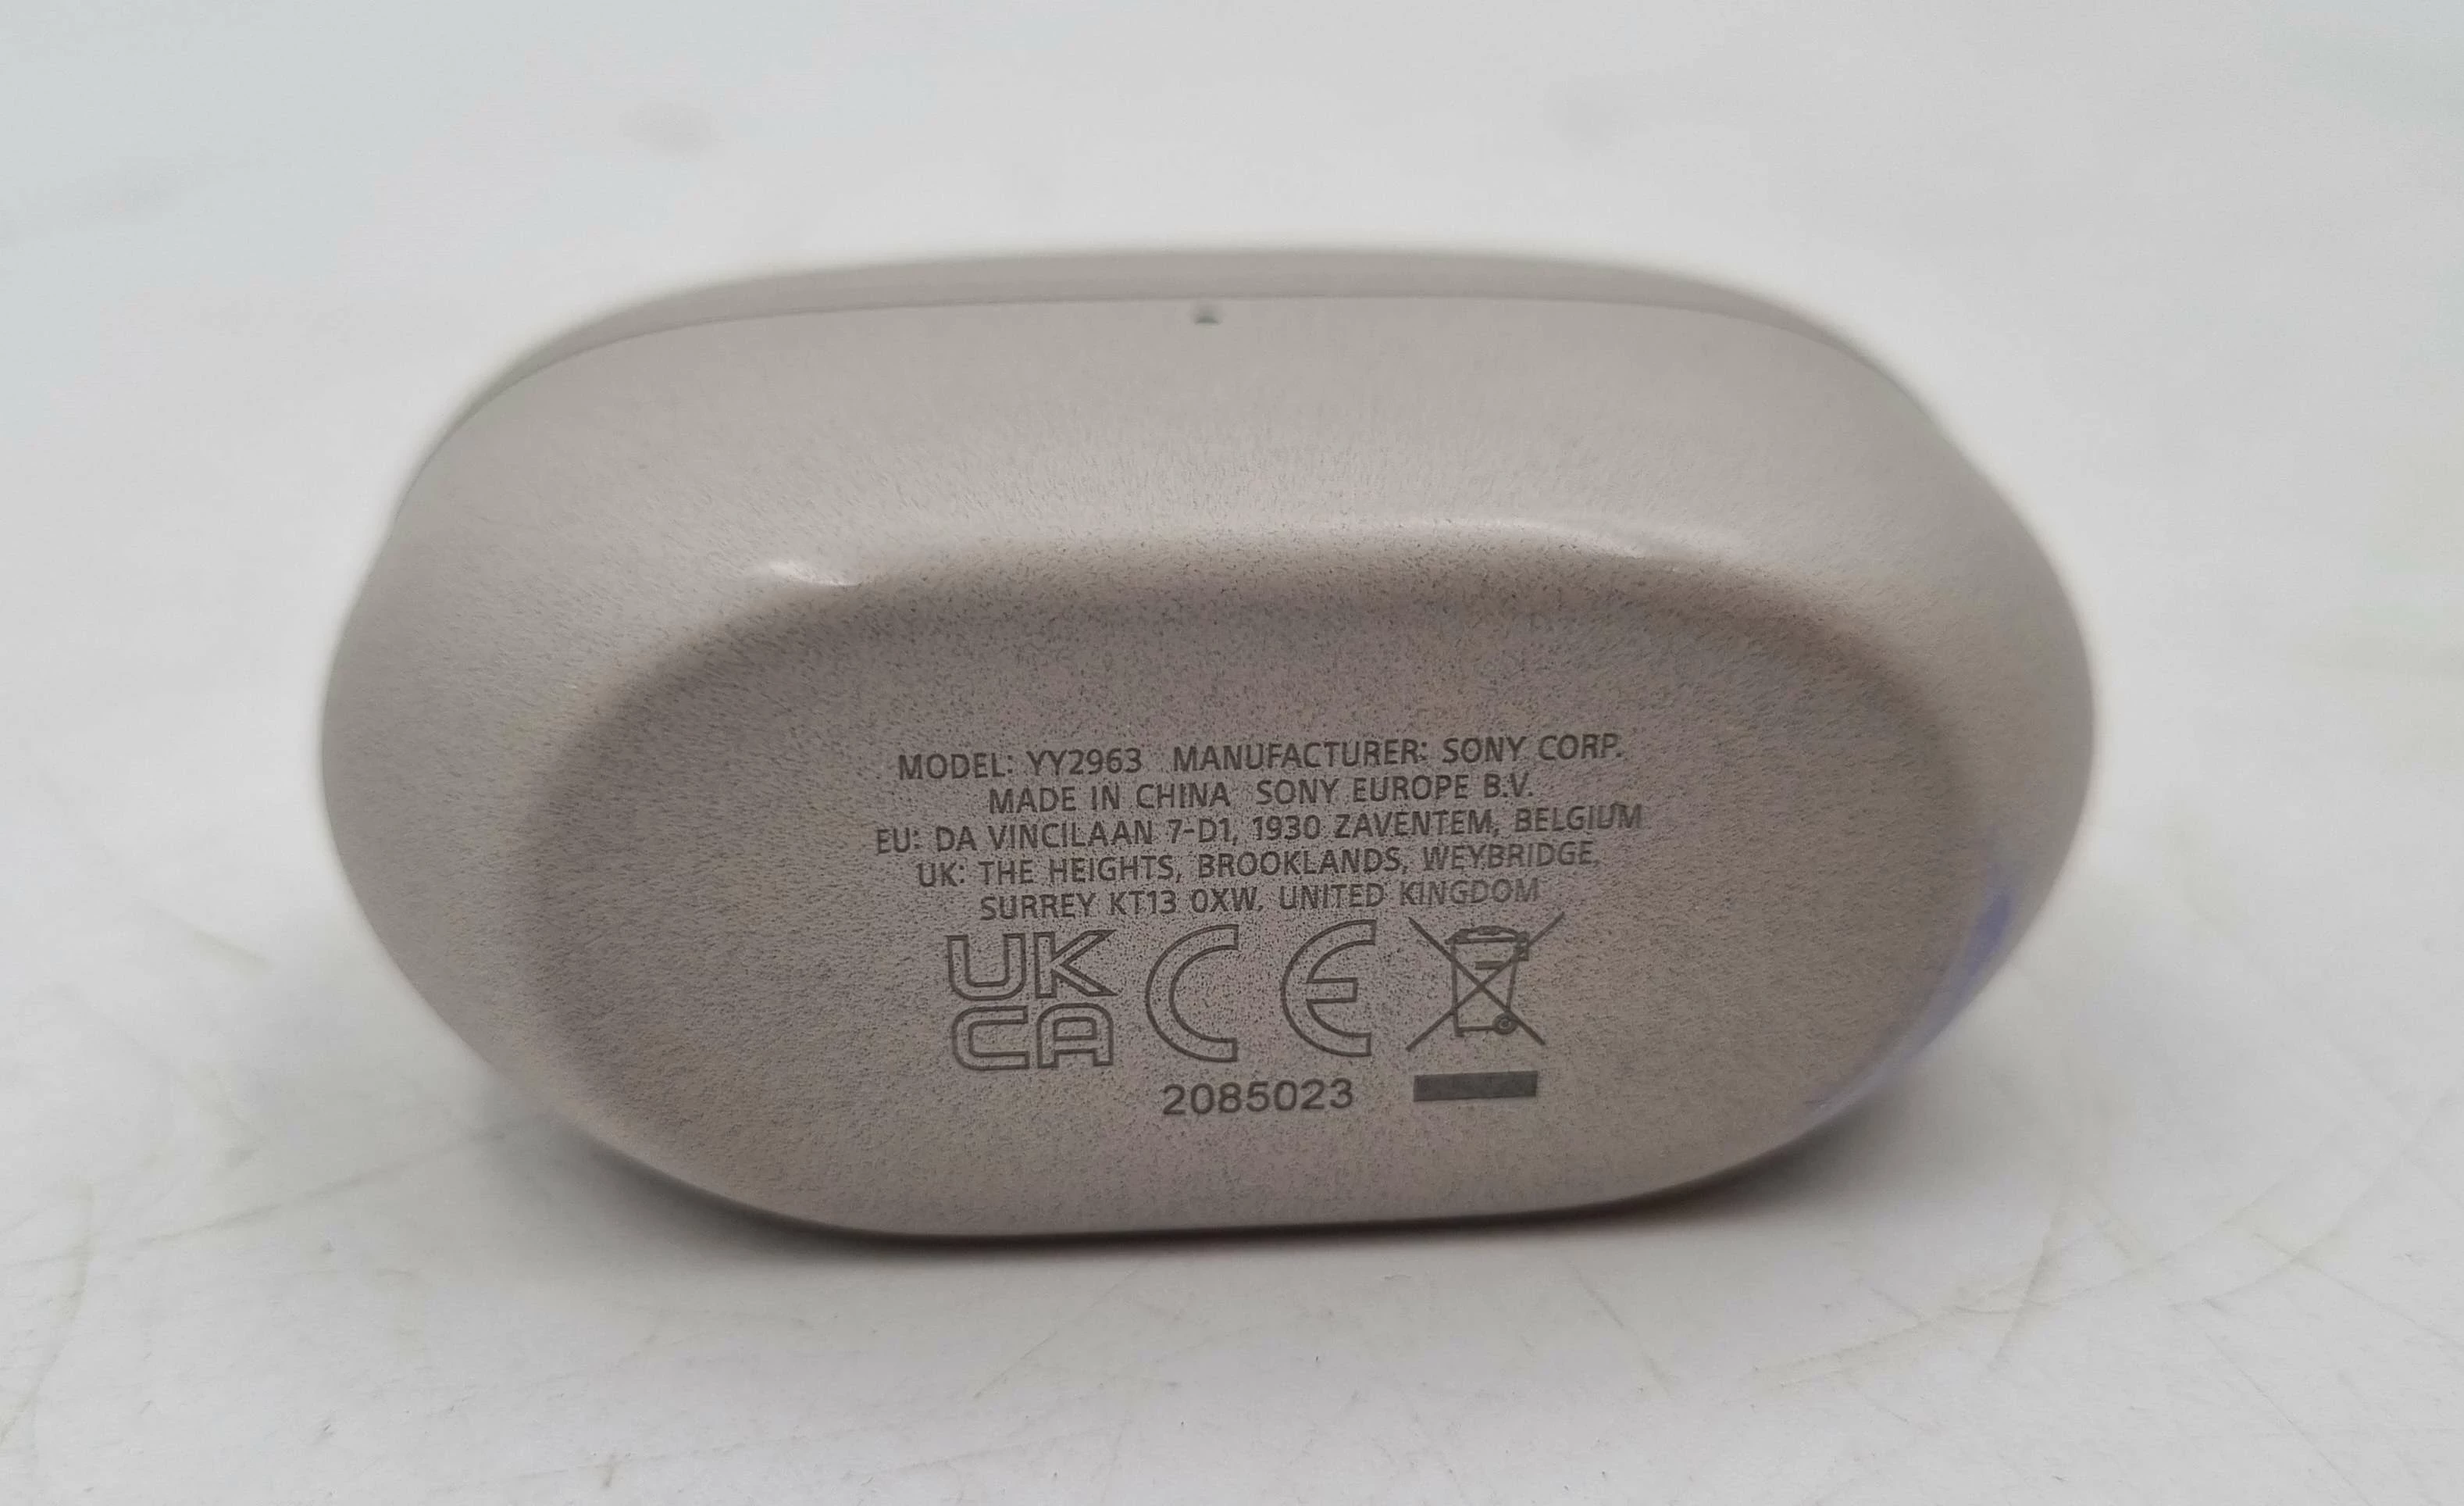 MODEL: YY2963 MANUFACTURER: SONY CORP.
MADE IN CHINA SONY EUROPE B.V.
EU: DA VINCILAAN 7-D1, 1930 ZAVENTEM, BELGIUM
UK: THE HEIGHTS, BROOKLANDS, WEYBRIDGE,
SURREY KT13 0XW, UNITED KINGDOM
UK CE
CA
2085023